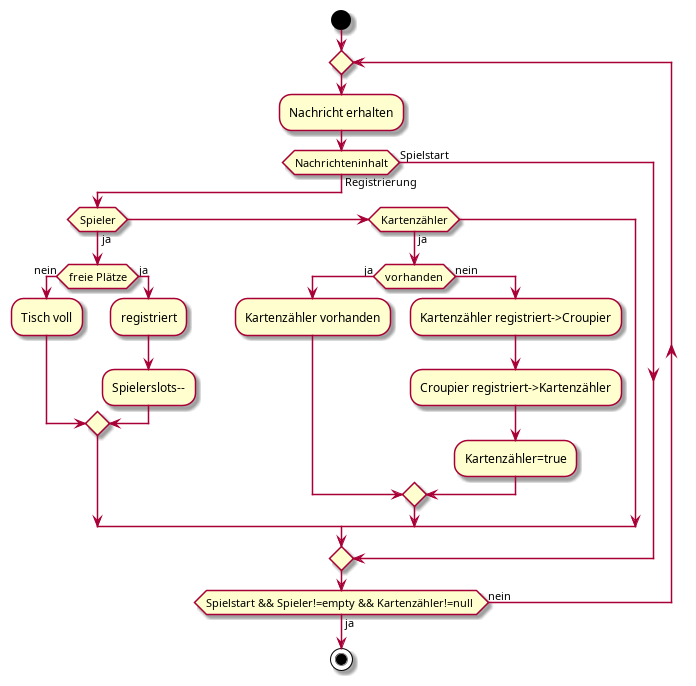 Nachricht erhalten
Nachrichteninhalt
Spielstart
Registrierung
Spieler
ja
Kartenzähler
ja
nein
freie Plätze
ja
ja
vorhanden
nein
Tisch voll
registriert
Kartenzähler vorhanden
Kartenzähler registriert->Croupier
Spielerslots--
Croupier registriert->Kartenzähler
Kartenzähler=true
Spielstart && Spieler!=empty && Kartenzähler!=null
nein
ja